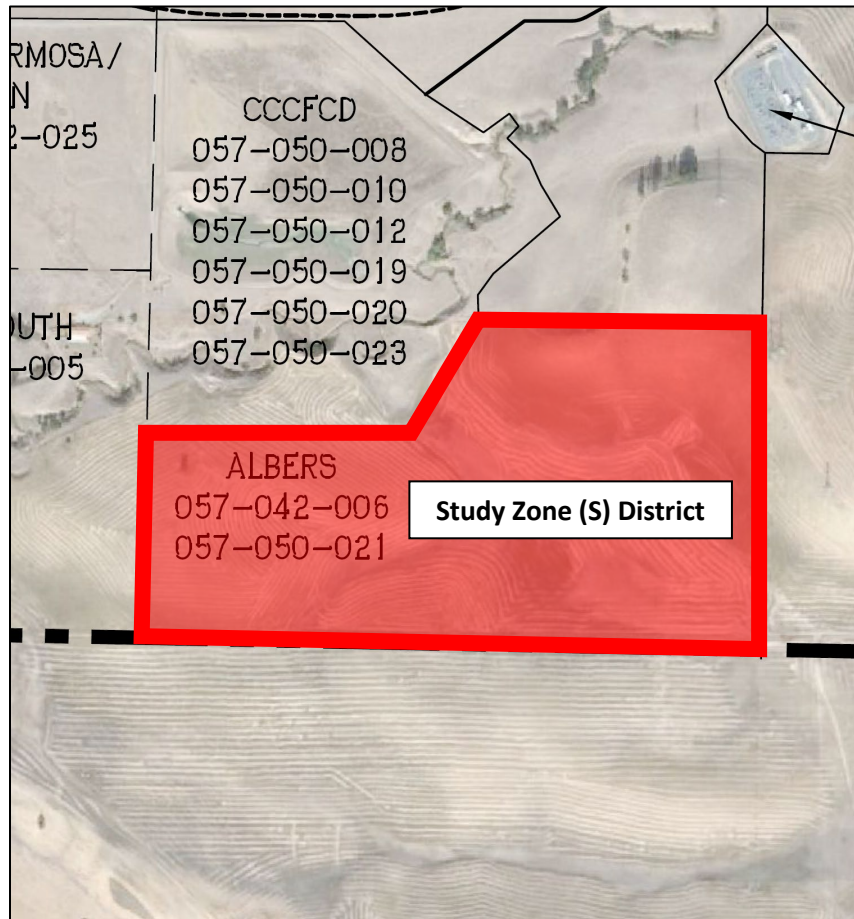 RMOSA/
N
2-025
CCCFCD
057-050-008
057-050-010
057-050-012
057-050-019
057-050-020
057-050-023
OUTH
-005
ALBERS
057-042-006
057-050-021
Study Zone (S) District